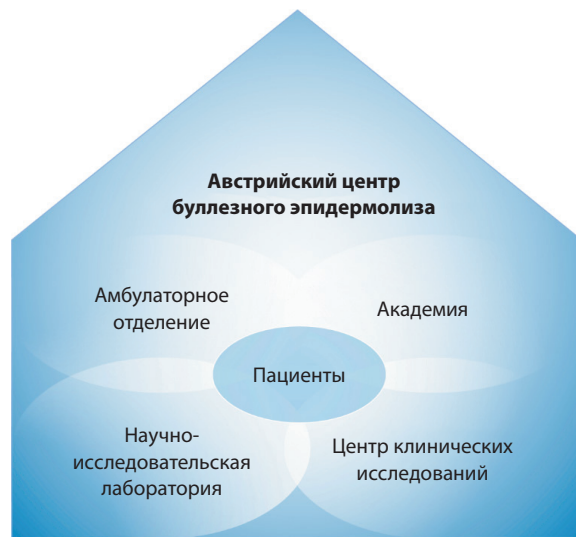 Австрийский центр
буллезного эпидермолиза
Амбулаторное
отделение
Академия
Пациенты
Научно-
исследовательская
лаборатория
Центр клинических
исследований